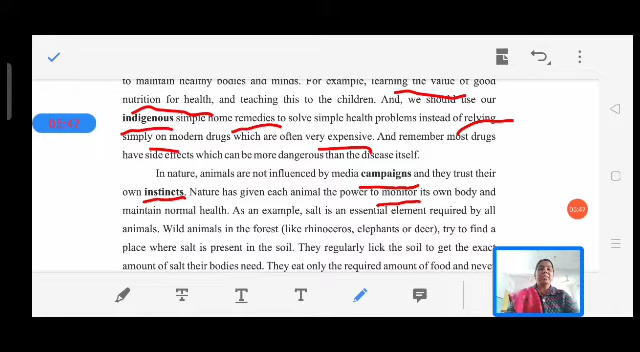 to maintain healthy bodies and minds. For example, learning the value of good
nutrition for health, and teaching this to the children. And, we should use our
indigenous simple home remedies to solve simple health problems instead of relying
simply on modern drugs which are often very expensive. And remember most drugs
have side effects which can be more dangerous than the disease itself.
In nature, animals are not influenced by media campaigns and they trust their
own instincts. Nature has given each animal the power to monitor its own body and
maintain normal health. As an example, salt is an essential element required by all
animals. Wild animals in the forest (like rhinoceros, elephants or deer), try to find a
place where salt is present in the soil. They regularly lick the soil to get the exact
amount of salt their bodies need. They eat only the required amount of food and never
05:47
05:47
T
T